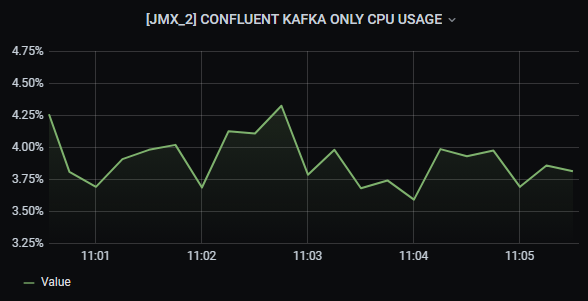 [JMX_2] CONFLUENT KAFKA ONLY CPU USAGE
4.75%
4.50%
4.25%
4.00%
3.75%
3.50%
3.25%
11:01 11:02 11:03 11:04 11:05
Value